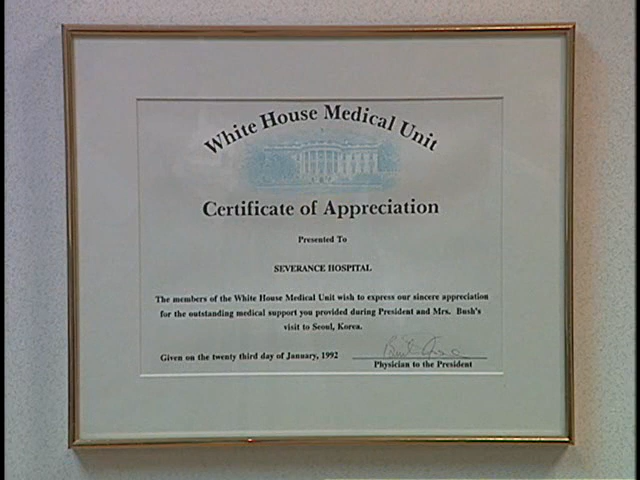 White House Medical Unit
Certificate of Appreciation
Presented To
SEVERANCE HOSPITAL
The members of the White House Medical Unit wish to express our sincere appreciation
for the outstanding medical support you provided during President and Mrs. Bush's
visit to Seoul, Korea.
Given on the twenty third day of January, 1992
Physician to the President